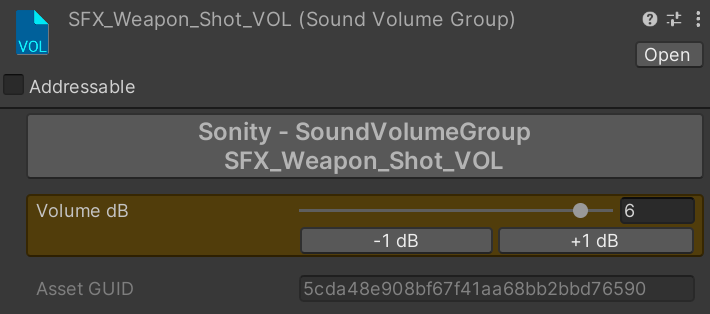 SFX_Weapon_Shot_VOL (Sound Volume Group)
VOL
Open
Addressable
Sonity - SoundVolumeGroup
SFX_Weapon_Shot_VOL
Volume dB
6
-1 dB
+1 dB
Asset GUID
5cda48e908bf67f41aa68bb2bbd76590